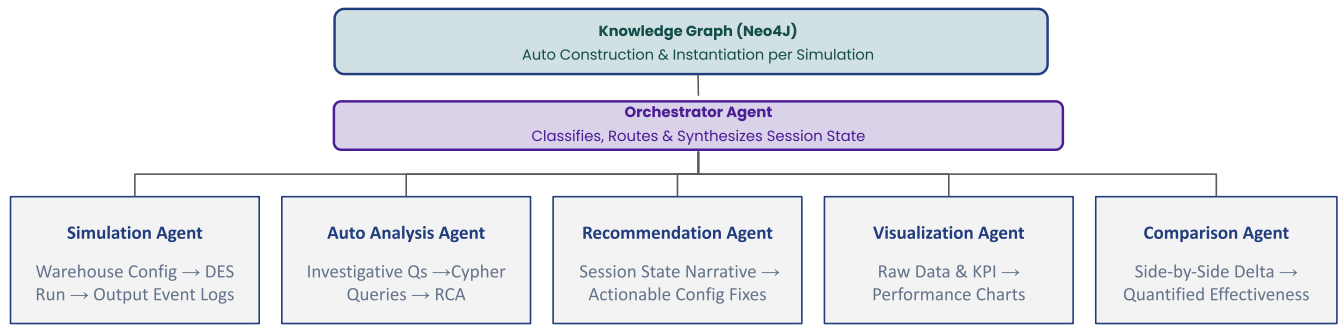 Knowledge Graph (Neo4J)
Auto Construction & Instantiation per Simulation
Orchestrator Agent
Classifies, Routes & Synthesizes Session State
Simulation Agent
Warehouse Config → DES
Run → Output Event Logs
Auto Analysis Agent
Investigative Qs →Cypher
Queries → RCA
Recommendation Agent
Session State Narrative →
Actionable Config Fixes
Visualization Agent
Raw Data & KPI →
Performance Charts
Comparison Agent
Side-by-Side Delta →
Quantified Effectiveness